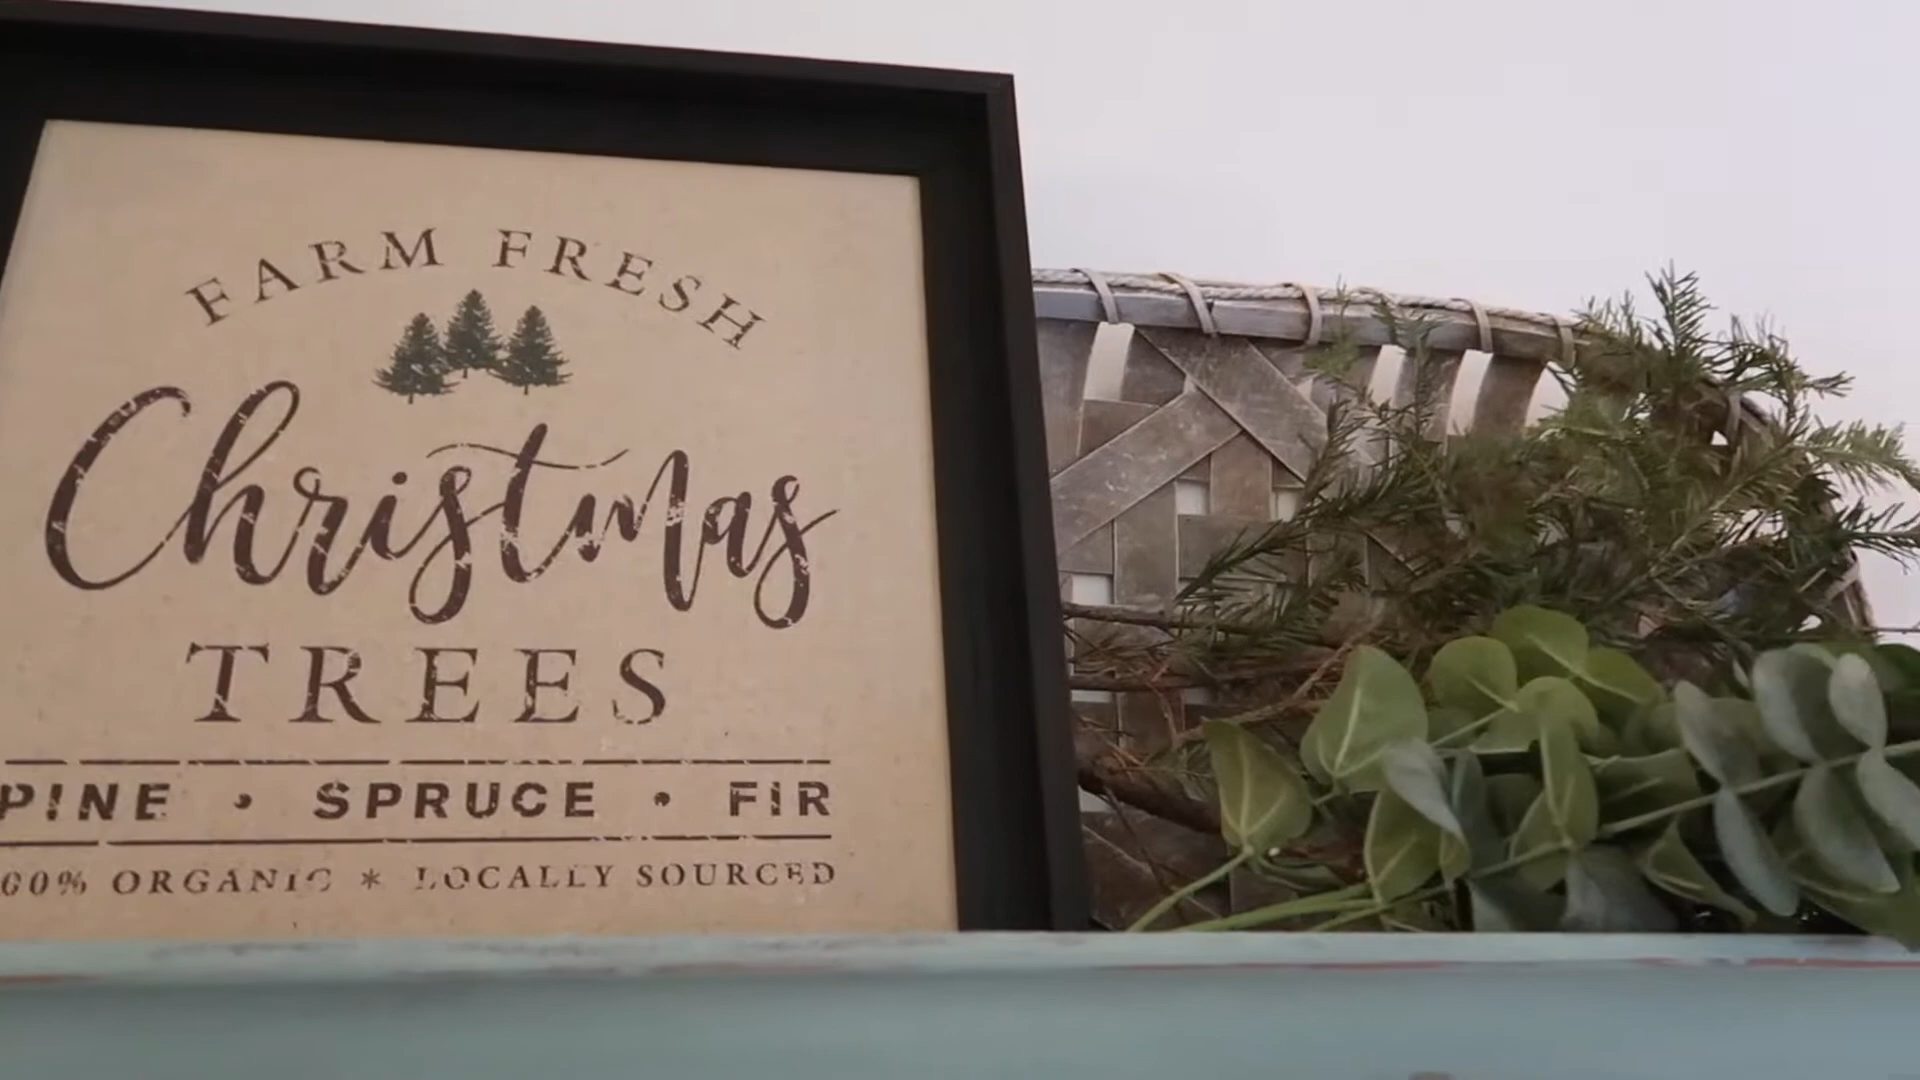 FARM FRESH
Christmas
TREES
PINE • SPRUCE • FIR
00% ORGANIC * LOCALLY SOURCED